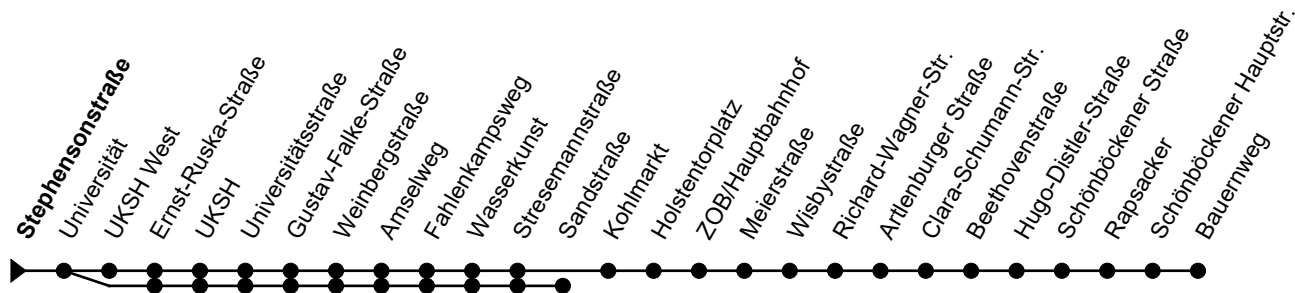 Stephensonstraße
Universität
UKSH West
Ernst-Ruska-Straße
UKSH
Universitätsstraße
Gustav-Falke-Straße
Weinbergstraße
Amselweg
Fahlenkampsweg
Wasserkunst
Stresemannstraße
Sandstraße
Kohlmarkt
Holstentorplatz
ZOB/Hauptbahnhof
Meierstraße
Wisbystraße
Richard-Wagner-Str.
Artlenburger Straße
Clara-Schumann-Str.
Beethovenstraße
Hugo-Distler-Straße
Schönböckener Straße
Rapsacker
Schönböckener Hauptstr.
Bauernweg